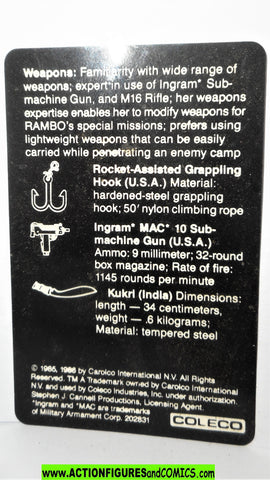 Weapons: Familiarity with wide range of
weapons; expert in use of Ingram* Sub-
machine Gun, and M16 Rifle; her weapons
expertise enables her to modify weapons for
RAMBO's special missions; prefers using
lightweight weapons that can be easily
carried while penetrating an enemy camp
Rocket-Assisted Grappling
Hook (U.S.A.) Material:
hardened-steel grappling
hook; 50' nylon climbing rope
Ingram* MAC* 10 Sub-
machine Gun (U.S.A.)
Ammo: 9 millimeter; 32-round
box magazine; Rate of fire:
1145 rounds per minute
Kukri (India) Dimensions:
length — 34 centimeters,
weight — .6 kilograms;
Material: tempered steel
© 1985, 1986 by Carolco International N.V. All Rights
Reserved. TM A Trademark owned by Carolco International
N.V. and used by Coleco Industries, Inc. under authorization.
Stephen J. Cannell Productions, Licensing Agent.
*Ingram and *MAC are trademarks
of Military Armament Corp. 202831
COLECO
www.ACTIONFIGURESandCOMICS.com